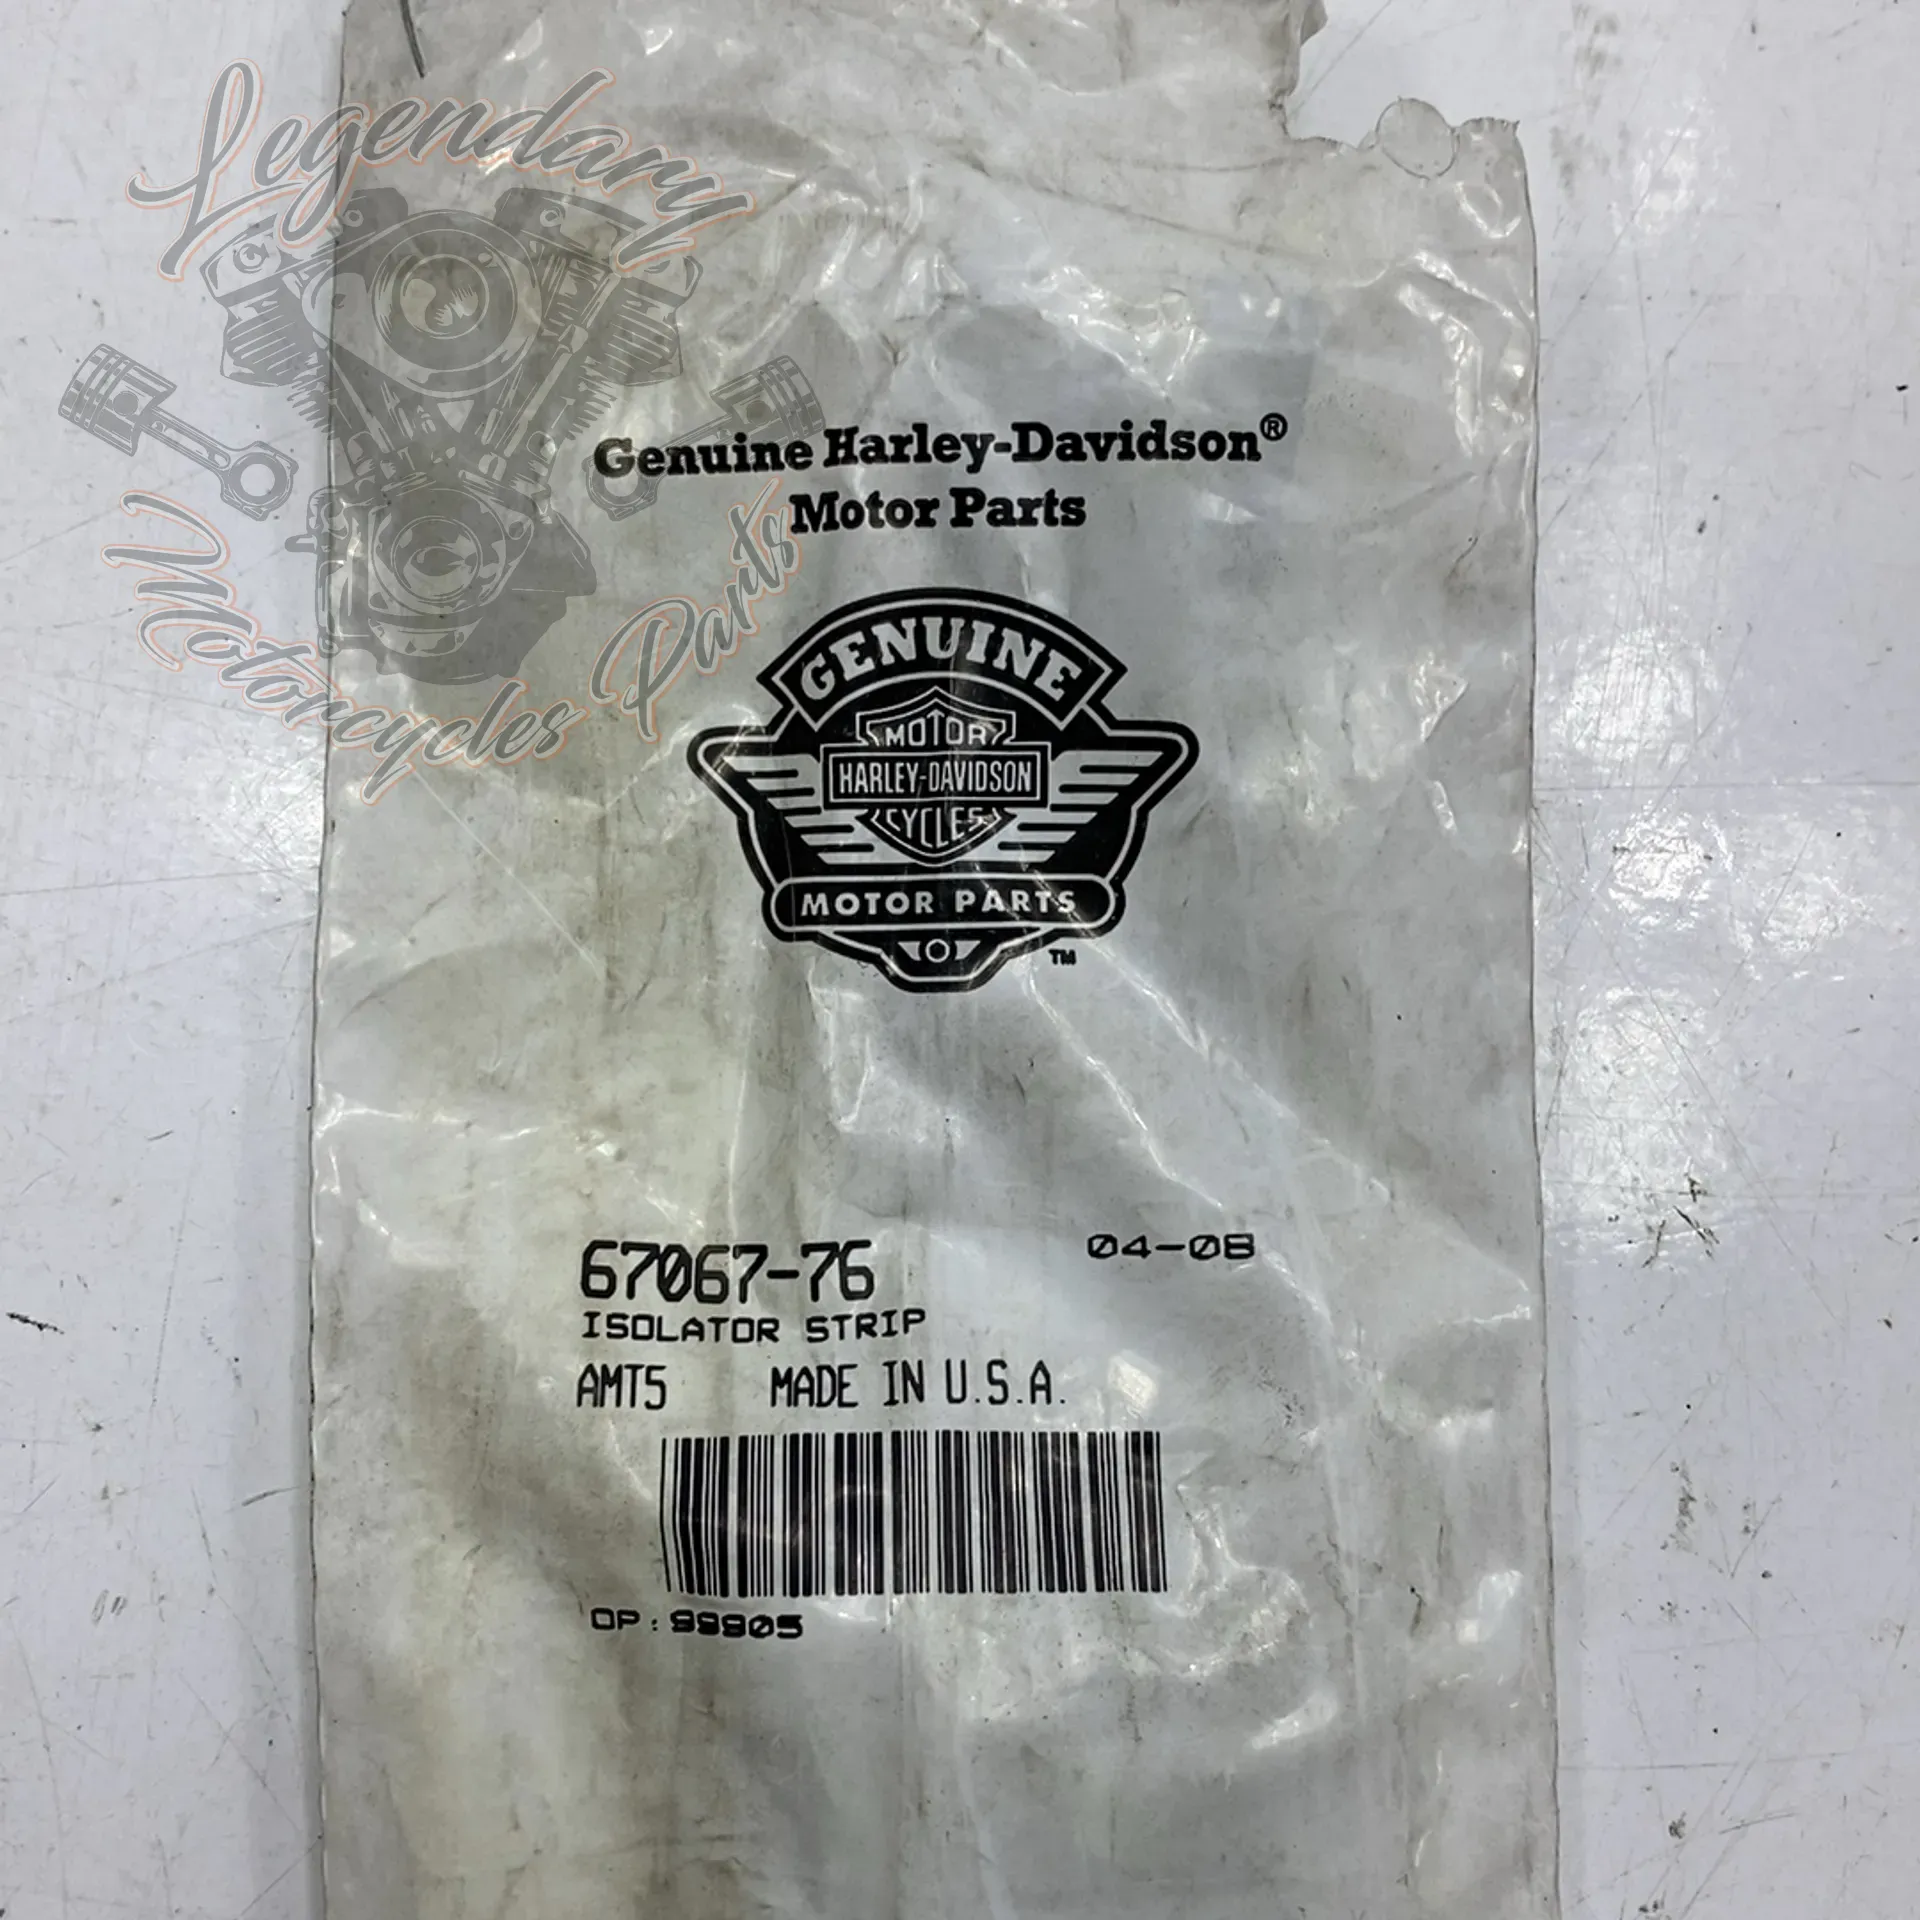 Legendary
Motorcycles Parts
Genuine Harley-Davidson®
Motor Parts
GENUINE
MOTOR
HARLEY-DAVIDSON
CYCLES
MOTOR PARTS
TM
67067-76
04-08
ISOLATOR STRIP
AMT5 MADE IN U.S.A.
OP: 99905